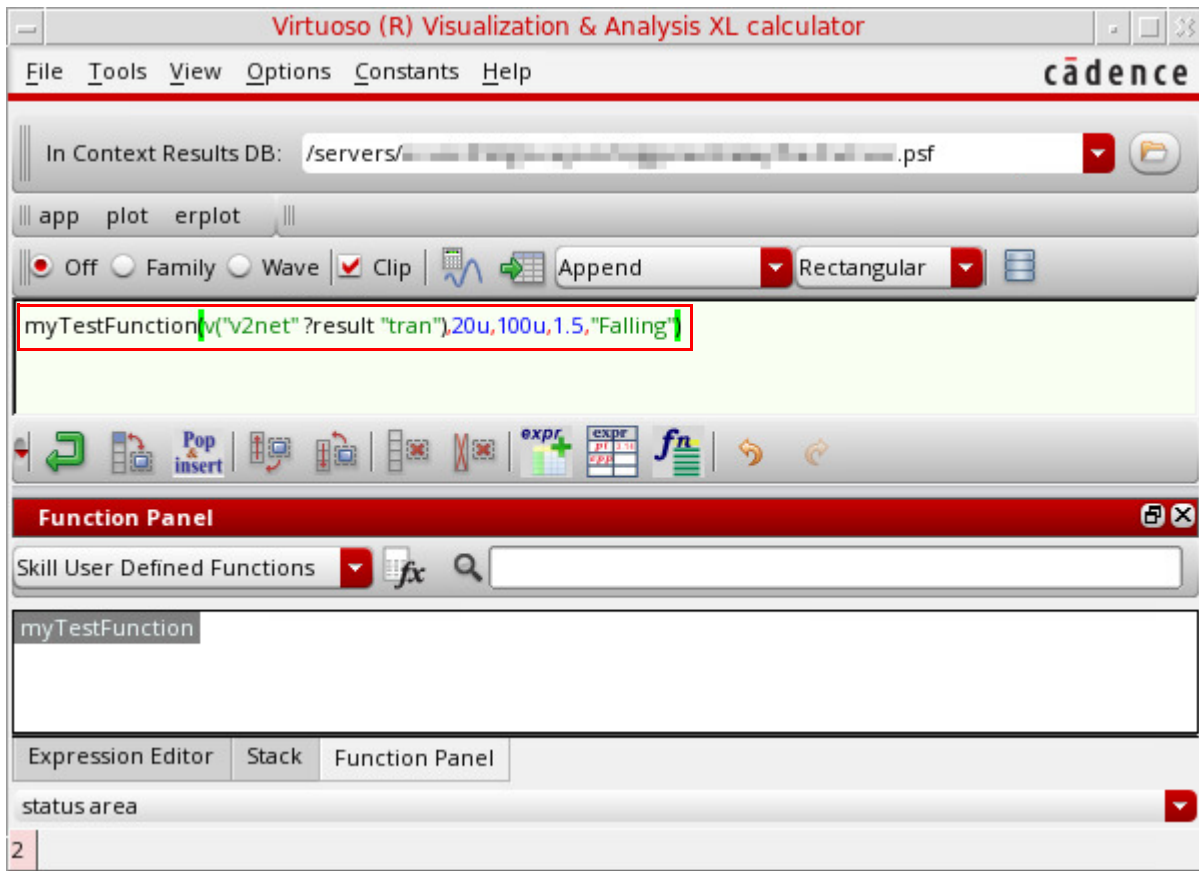 Virtuoso (R) Visualization & Analysis XL calculator
File Tools View Options Constants Help cādence
In Context Results DB: /servers/ .psf
app plot erplot
Off Family Wave Clip Append Rectangular
myTestFunction(v("v2net" ?result "tran"),20u,100u,1.5,"Falling")
Pop & insert expr expr fn
Function Panel
Skill User Defined Functions fx
myTestFunction
Expression Editor Stack Function Panel
status area
2